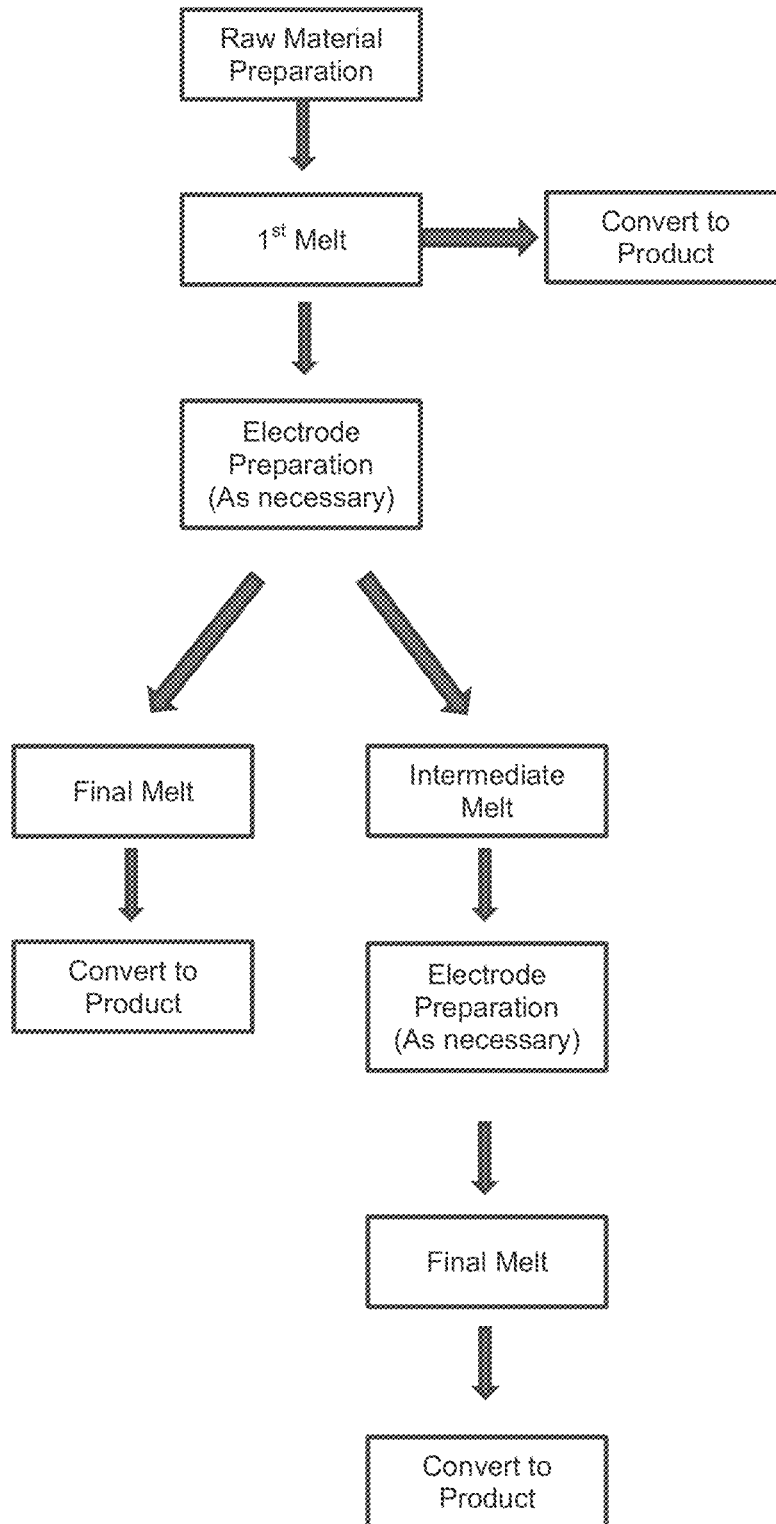 Raw Material
Preparation
1st Melt
Convert to
Product
Electrode
Preparation
(As necessary)
Final Melt
Intermediate
Melt
Convert to
Product
Electrode
Preparation
(As necessary)
Final Melt
Convert to
Product